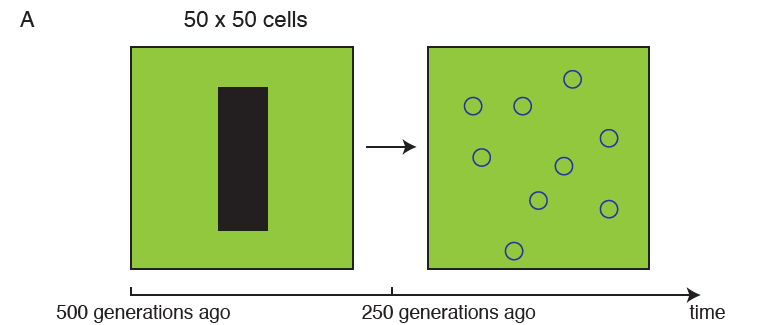 A
50 x 50 cells
500 generations ago
250 generations ago
time